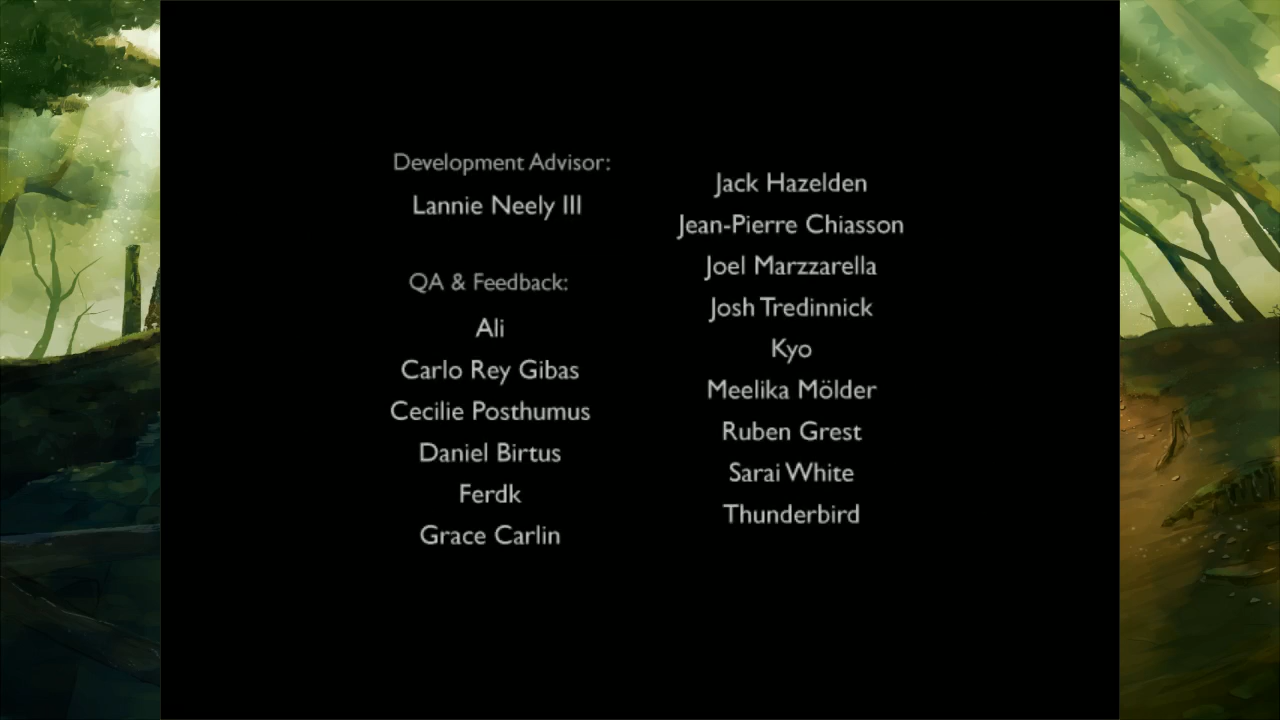 Development Advisor:
Lannie Neely III
QA & Feedback:
Ali
Carlo Rey Gibas
Cecilie Posthumus
Daniel Birtus
Ferdk
Grace Carlin
Jack Hazelden
Jean-Pierre Chiasson
Joel Marzzarella
Josh Tredinnick
Kyo
Meelika Mölder
Ruben Grest
Sarai White
Thunderbird